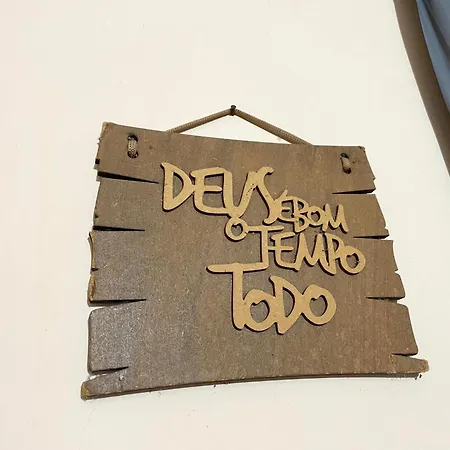 DEUS É BOM
O TEMPO
TODO